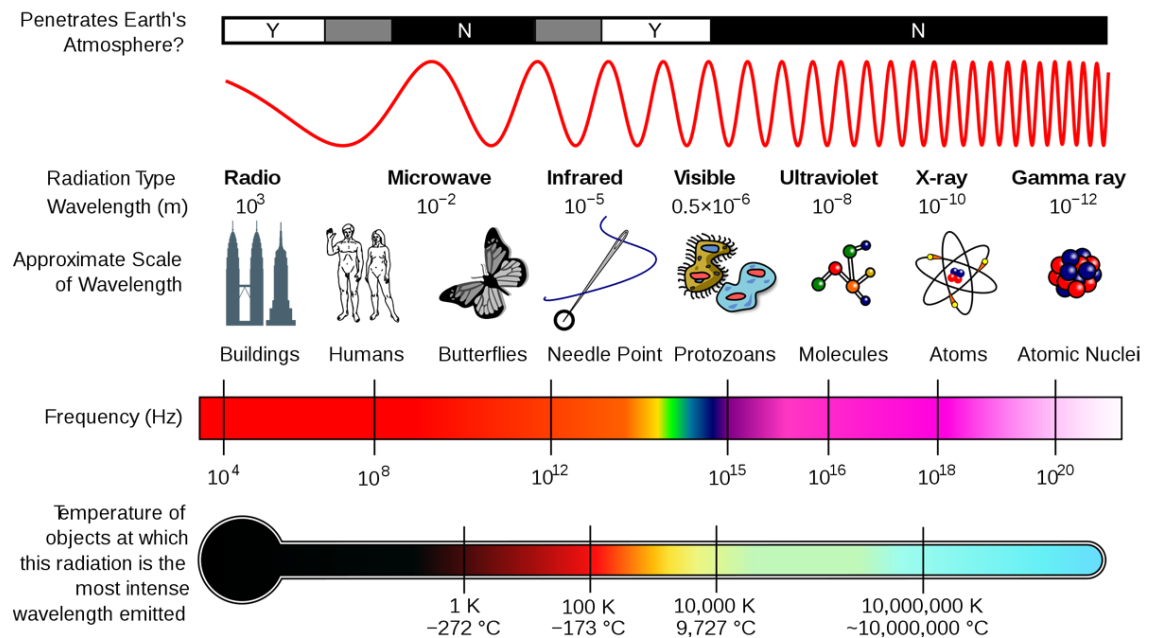 Penetrates Earth's
Atmosphere?
Y N Y N
Radiation Type Radio Microwave Infrared Visible Ultraviolet X-ray Gamma ray
Wavelength (m) 10³ 10⁻² 10⁻⁵ 0.5×10⁻⁶ 10⁻⁸ 10⁻¹⁰ 10⁻¹²
Approximate Scale
of Wavelength
Buildings Humans Butterflies Needle Point Protozoans Molecules Atoms Atomic Nuclei
Frequency (Hz)
10⁴ 10⁸ 10¹² 10¹⁵ 10¹⁶ 10¹⁸ 10²⁰
Temperature of
objects at which
this radiation is the
most intense
wavelength emitted
1 K 100 K 10,000 K 10,000,000 K
−272 °C −173 °C 9,727 °C ~10,000,000 °C